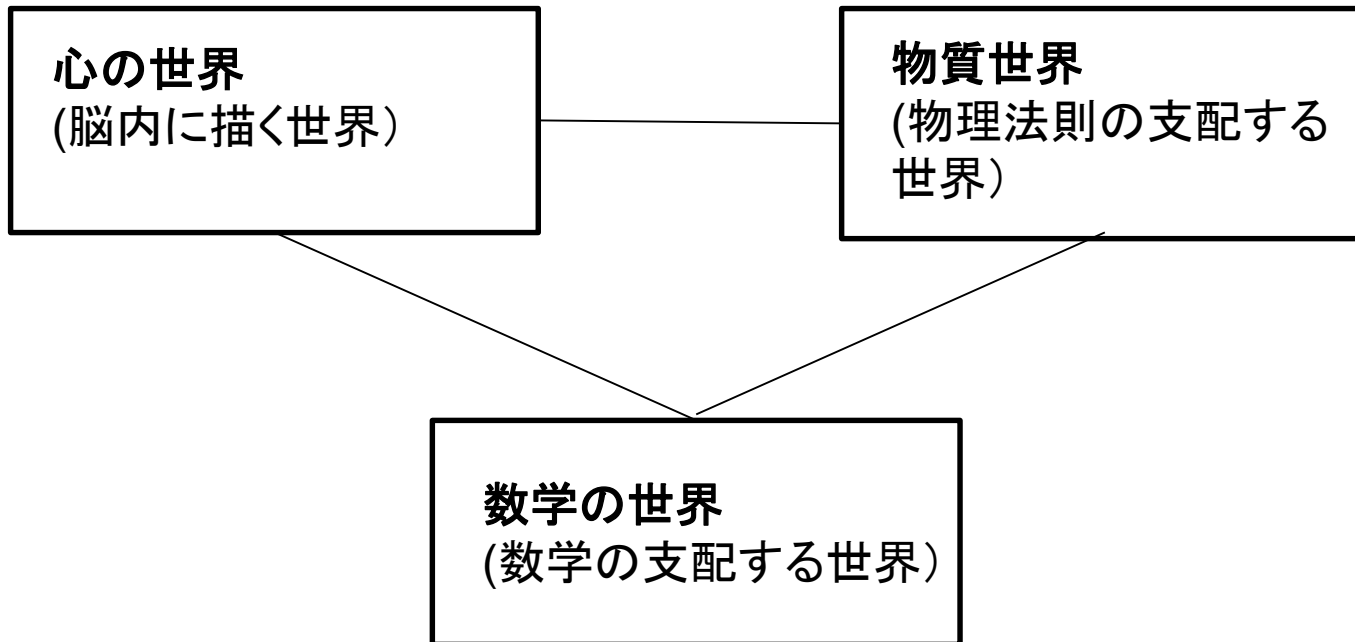 心の世界
(脳内に描く世界）
物質世界
(物理法則の支配する
世界）
数学の世界
(数学の支配する世界）